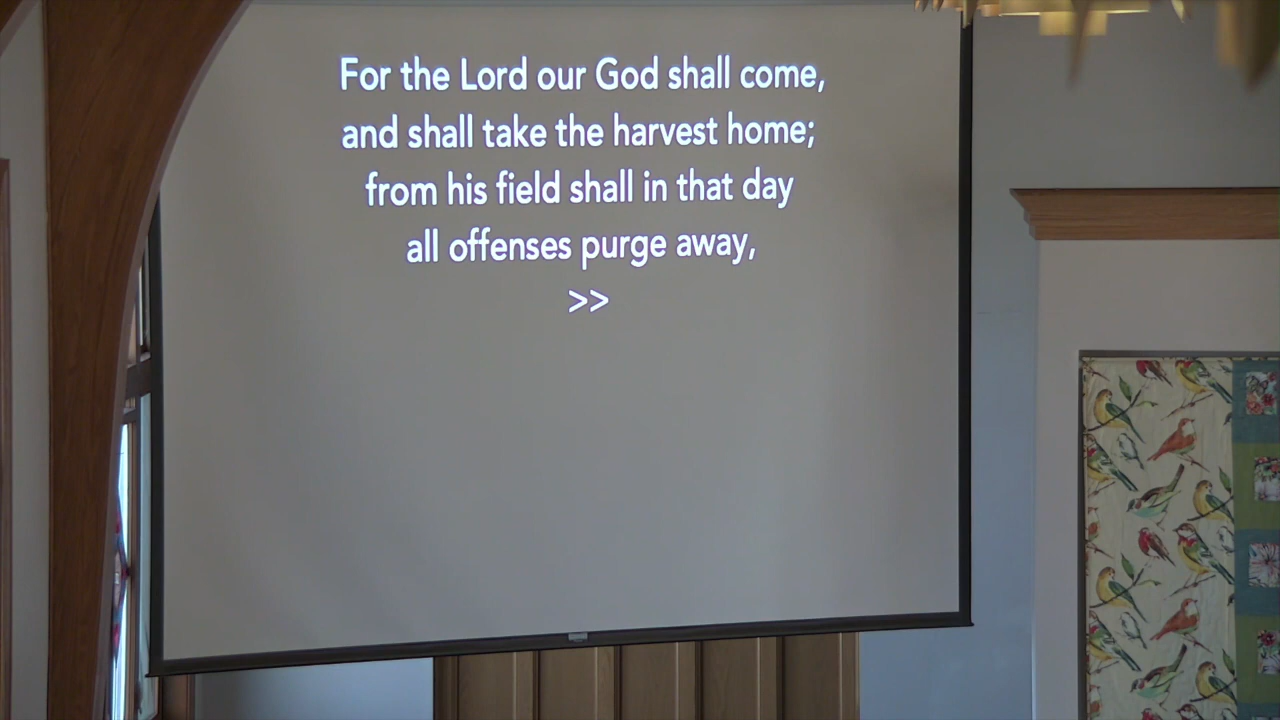 For the Lord our God shall come,
and shall take the harvest home;
from his field shall in that day
all offenses purge away,
>>